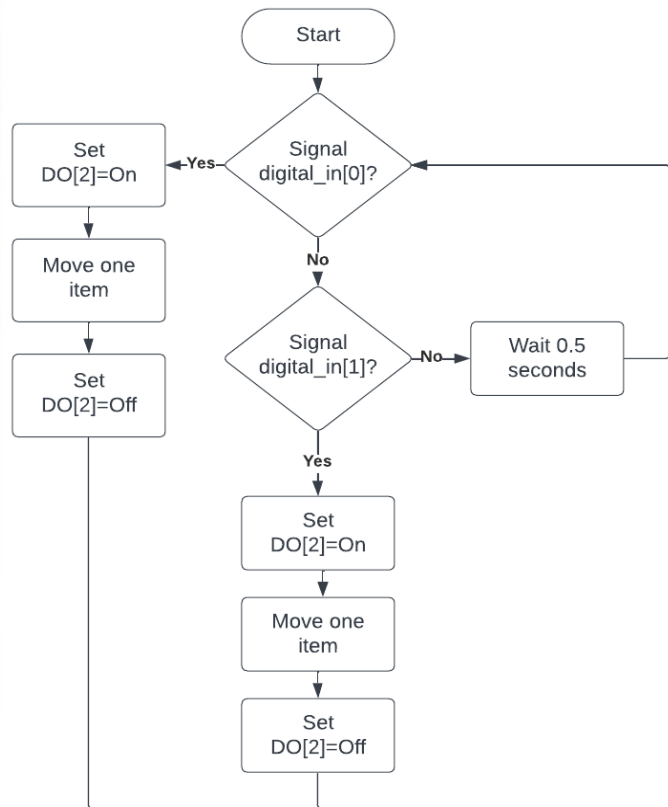 Start
Signal
digital_in[0]?
Yes
Set
DO[2]=On
Move one
item
Set
DO[2]=Off
No
Signal
digital_in[1]?
No
Wait 0.5
seconds
Yes
Set
DO[2]=On
Move one
item
Set
DO[2]=Off